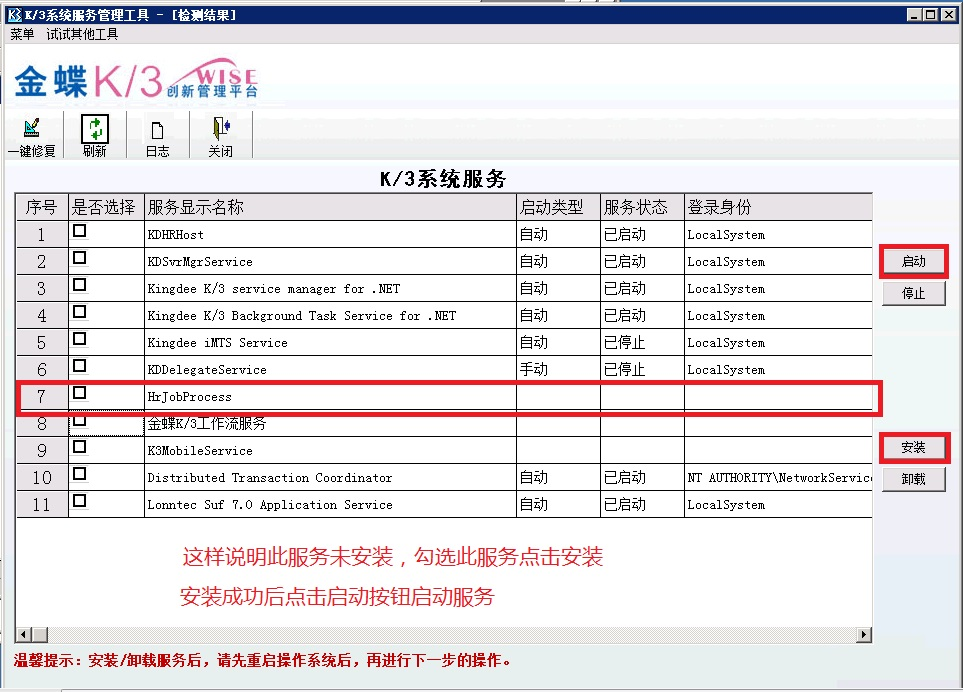 K/3系统服务管理工具 - [检测结果]
菜单 试试其他工具
金蝶K/3 WISE 创新管理平台
一键修复 刷新 日志 关闭
K/3系统服务
序号 是否选择 服务显示名称 启动类型 服务状态 登录身份
1 KDHRHost 自动 已启动 LocalSystem
2 KDSvrMgrService 自动 已启动 LocalSystem
启动
3 Kingdee K/3 service manager for .NET 自动 已启动 LocalSystem
停止
4 Kingdee K/3 Background Task Service for .NET 自动 已启动 LocalSystem
5 Kingdee iMTS Service 自动 已停止 LocalSystem
6 KDDelegateService 手动 已停止 LocalSystem
7 HrJobProcess
8 金蝶K/3工作流服务
9 K3MobileService
安装
10 Distributed Transaction Coordinator 自动 已启动 NT AUTHORITY\NetworkService
卸载
11 Lonntec Suf 7.0 Application Service 自动 已启动 LocalSystem
这样说明此服务未安装，勾选此服务点击安装
安装成功后点击启动按钮启动服务
温馨提示：安装/卸载服务后，请先重启操作系统后，再进行下一步的操作。